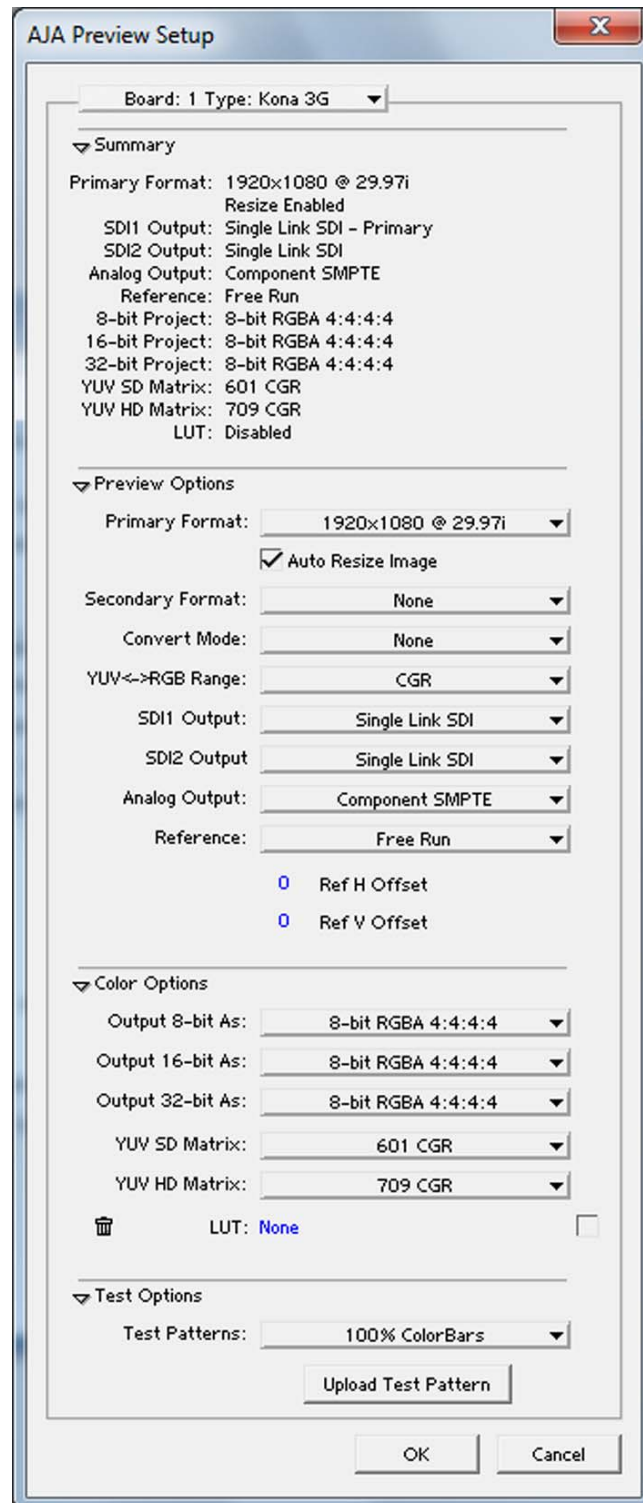 AJA Preview Setup
Board: 1 Type: Kona 3G
Summary
Primary Format: 1920x1080 @ 29.97i
Resize Enabled
SDI1 Output: Single Link SDI - Primary
SDI2 Output: Single Link SDI
Analog Output: Component SMPTE
Reference: Free Run
8-bit Project: 8-bit RGBA 4:4:4:4
16-bit Project: 8-bit RGBA 4:4:4:4
32-bit Project: 8-bit RGBA 4:4:4:4
YUV SD Matrix: 601 CGR
YUV HD Matrix: 709 CGR
LUT: Disabled
Preview Options
Primary Format: 1920x1080 @ 29.97i
Auto Resize Image
Secondary Format: None
Convert Mode: None
YUV<->RGB Range: CGR
SDI1 Output: Single Link SDI
SDI2 Output Single Link SDI
Analog Output: Component SMPTE
Reference: Free Run
0 Ref H Offset
0 Ref V Offset
Color Options
Output 8-bit As: 8-bit RGBA 4:4:4:4
Output 16-bit As: 8-bit RGBA 4:4:4:4
Output 32-bit As: 8-bit RGBA 4:4:4:4
YUV SD Matrix: 601 CGR
YUV HD Matrix: 709 CGR
LUT: None
Test Options
Test Patterns: 100% ColorBars
Upload Test Pattern
OK Cancel